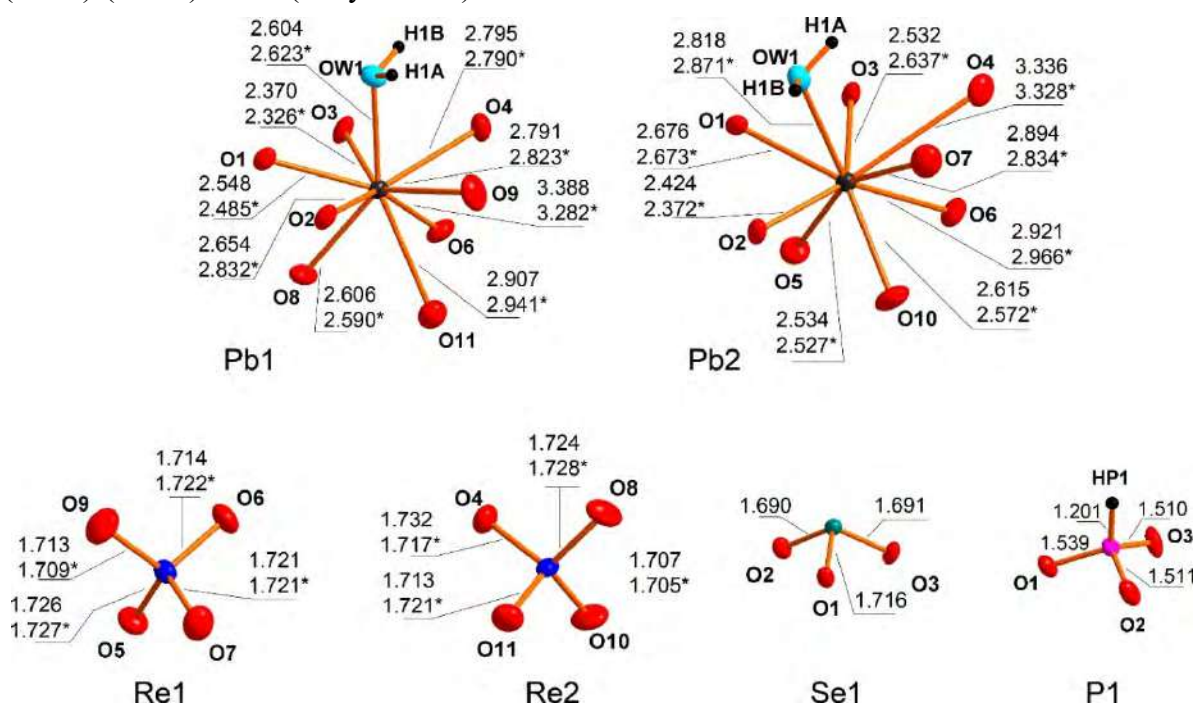 2.604
2.623*
H1B
OW1
H1A
2.795
2.790*
2.370
2.326*
O3
O4
2.791
2.823*
O1
2.548
2.485*
O9
3.388
3.282*
O2
O6
2.654
2.832*
O8
2.606
2.590*
2.907
2.941*
O11
Pb1
H1A
2.818
2.871*
OW1
2.532
2.637*
H1B
O3
O4
3.336
3.328*
O1
2.676
2.673*
2.894
2.834*
O7
2.424
2.372*
O6
O2
O5
2.921
2.966*
2.615
2.572*
O10
2.534
2.527*
Pb2
1.714
1.722*
O9
O6
1.713
1.709*
1.721
1.721*
1.726
1.727*
O5
O7
Re1
1.724
1.728*
O4
O8
1.732
1.717*
1.707
1.705*
1.713
1.721*
O11
O10
Re2
1.690
1.691
O2
O3
O1
1.716
Se1
HP1
1.201
1.510
O3
1.539
1.511
O1
O2
P1